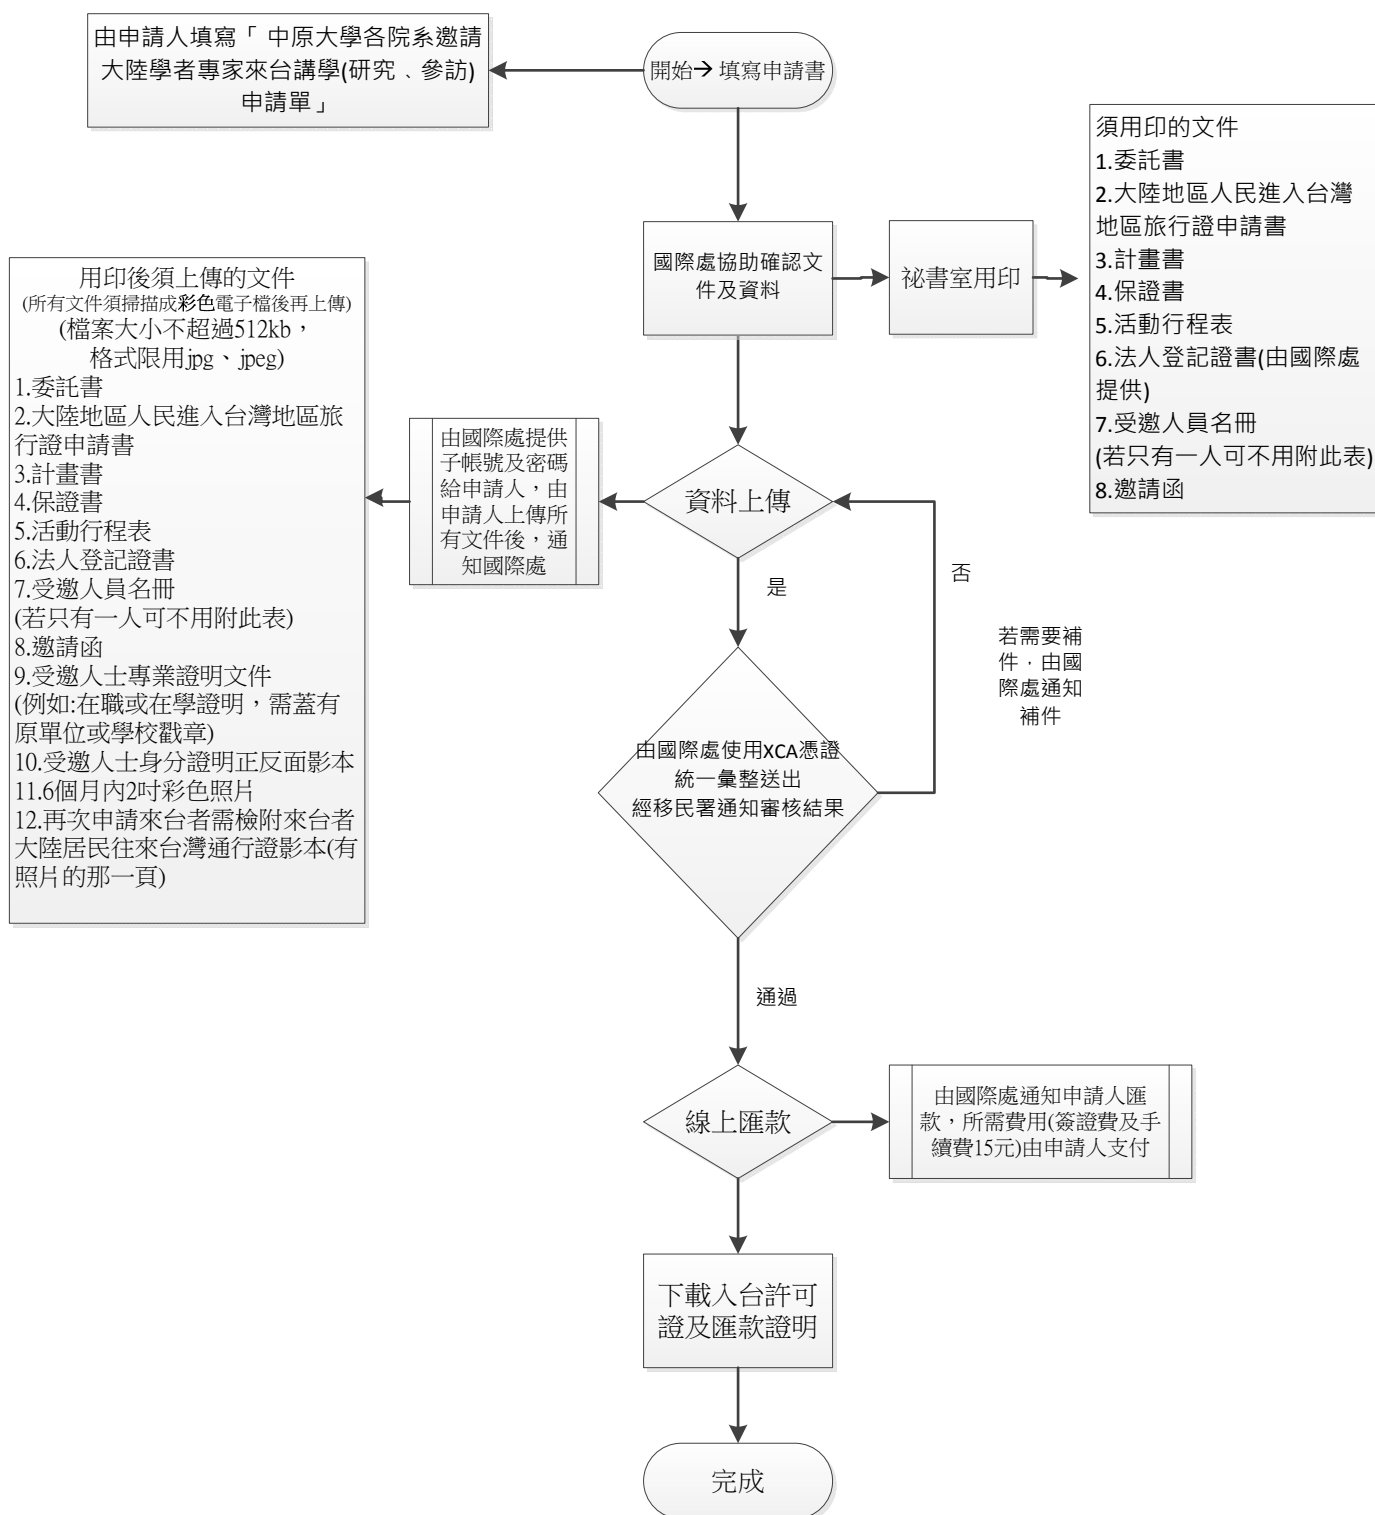 由申請人填寫「 中原大學各院系邀請
大陸學者專家來台講學(研究 、參訪)
申請單」
開始→ 填寫申請書
須用印的文件
1.委託書
2.大陸地區人民進入台灣
地區旅行證申請書
3.計畫書
4.保證書
5.活動行程表
6.法人登記證書(由國際處
提供)
7.受邀人員名冊
(若只有一人可不用附此表)
8.邀請函
國際處協助確認文
件及資料
祕書室用印
用印後須上傳的文件
(所有文件須掃描成彩色電子檔後再上傳)
(檔案大小不超過512kb，
格式限用jpg、jpeg)
1.委託書
2.大陸地區人民進入台灣地區旅
行證申請書
3.計畫書
4.保證書
5.活動行程表
6.法人登記證書
7.受邀人員名冊
(若只有一人可不用附此表)
8.邀請函
9.受邀人士專業證明文件
(例如:在職或在學證明，需蓋有
原單位或學校戳章)
10.受邀人士身分證明正反面影本
11.6個月內2吋彩色照片
12.再次申請來台者需檢附來台者
大陸居民往來台灣通行證影本(有
照片的那一頁)
由國際處提供
子帳號及密碼
給申請人，由
申請人上傳所
有文件後，通
知國際處
資料上傳
是
否
若需要補
件，由國
際處通知
補件
由國際處使用XCA憑證
統一彙整送出
經移民署通知審核結果
通過
線上匯款
由國際處通知申請人匯
款，所需費用(簽證費及手
續費15元)由申請人支付
下載入台許可
證及匯款證明
完成